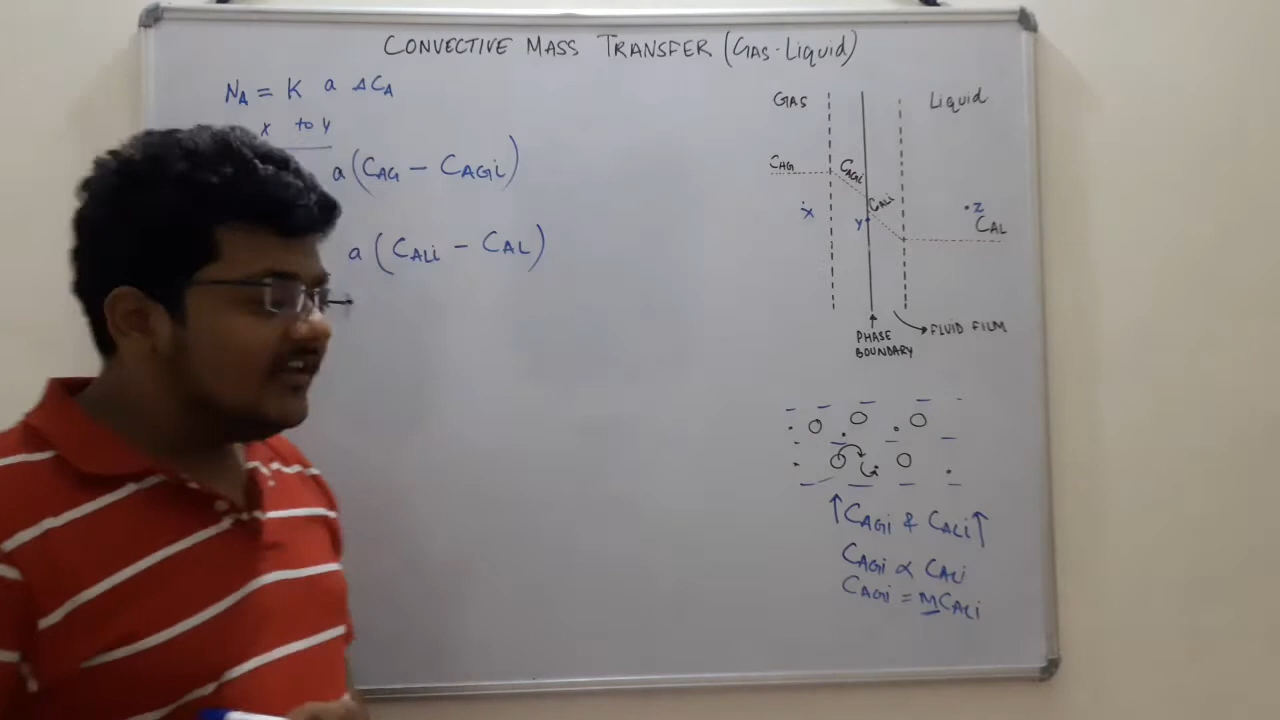 CONVECTIVE MASS TRANSFER (GAS-LIQUID)
NA = K a ΔCA
x to y
a (CAG - CAGi)
a (CALi - CAL)
GAS
Liquid
CAG
CAGi
CALi
x
y
z
CAL
PHASE
BOUNDARY
FLUID FILM
↑CAGi & CALi↑
CAGi ∝ CALi
CAGi = MCALi